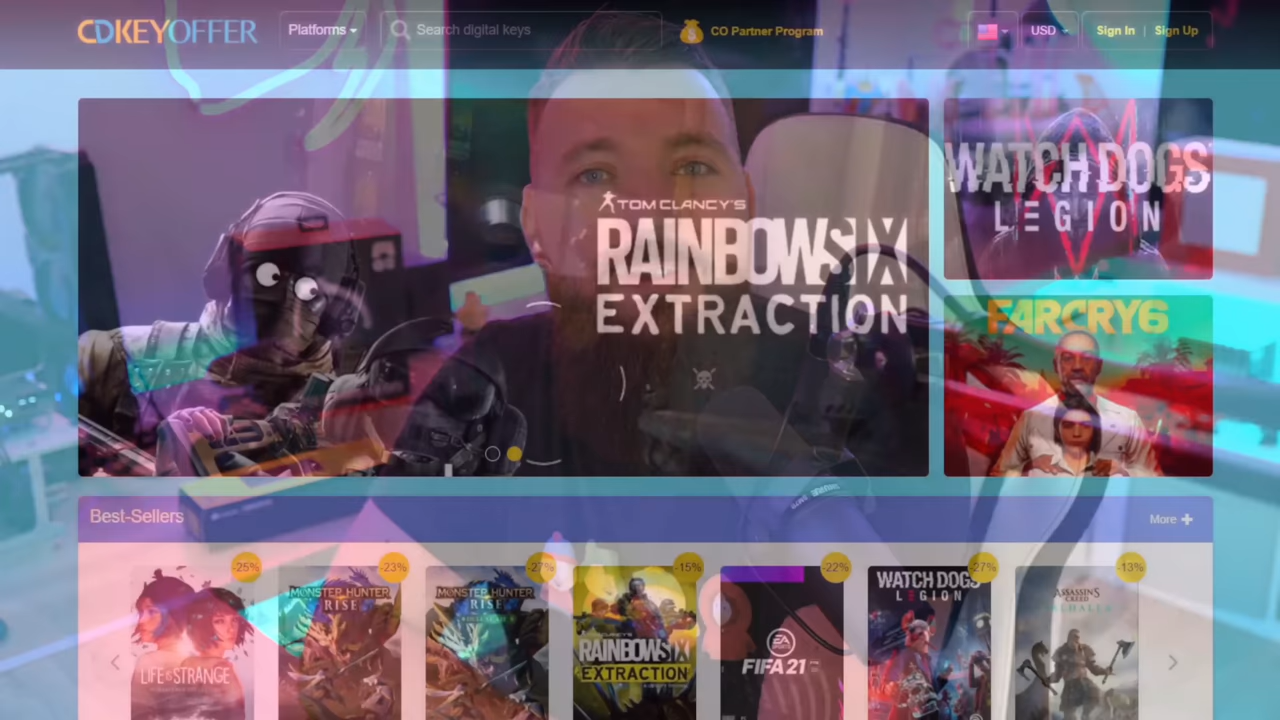 CDKEYOFFER
Platforms
Search digital keys
CO Partner Program
USD
Sign In | Sign Up
TOM CLANCY'S
RAINBOW SIX
EXTRACTION
WATCH DOGS
LEGION
FARCRY6
Best-Sellers
More
-25%
-23%
-27%
-15%
-22%
-27%
-13%
LIFE IS STRANGE
MONSTER HUNTER
RISE
MONSTER HUNTER
RISE
RAINBOW SIX
EXTRACTION
EA
SPORTS
FIFA 21
WATCH DOGS
LEGION
ASSASSIN'S
CREED
VALHALLA